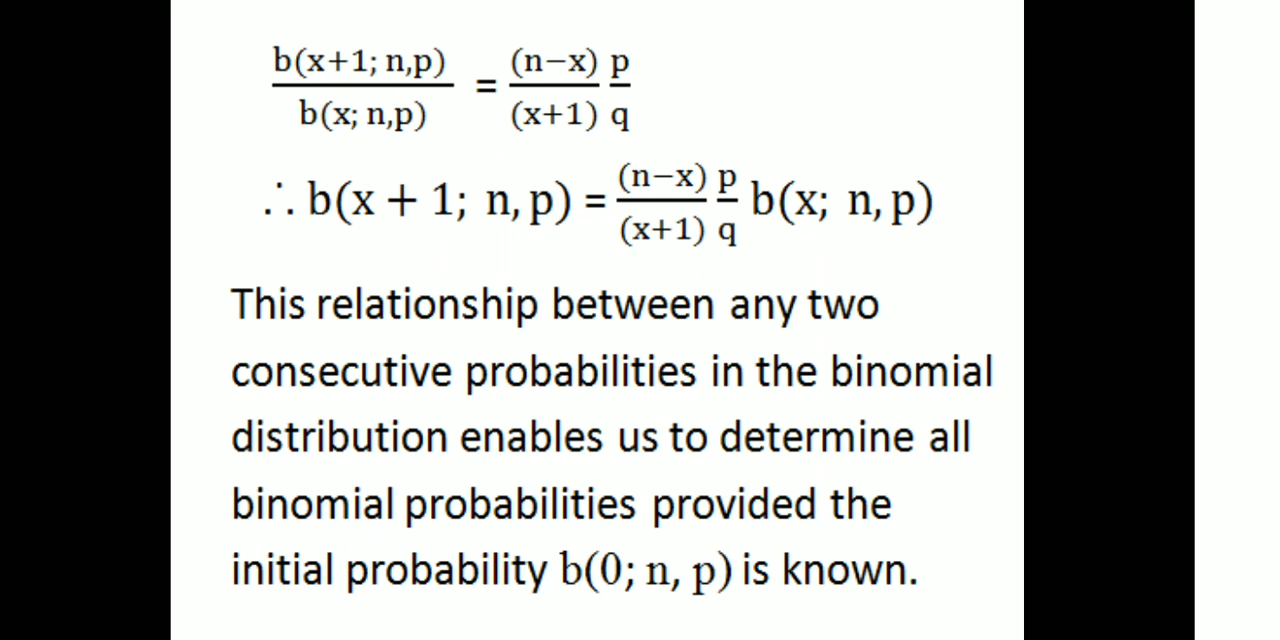 b(x+1; n,p) / b(x; n,p) = (n−x) / (x+1) p / q
∴ b(x + 1; n, p) = (n−x) / (x+1) p / q b(x; n, p)
This relationship between any two
consecutive probabilities in the binomial
distribution enables us to determine all
binomial probabilities provided the
initial probability b(0; n, p) is known.